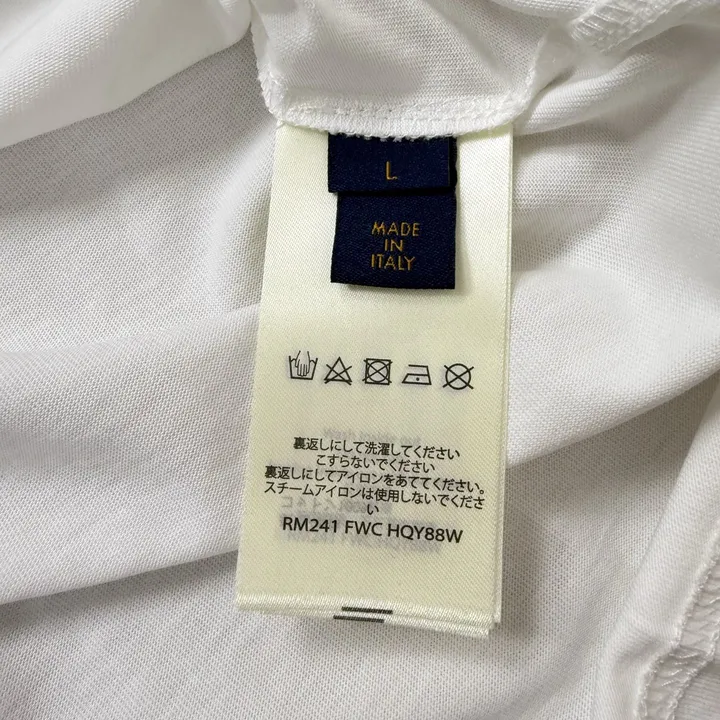 L
MADE
IN
ITALY
裏返しにして洗濯してください
こすらないでください
裏返しにしてアイロンをあててください。
スチームアイロンは使用しないでくださ
い
RM241 FWC HQY88W